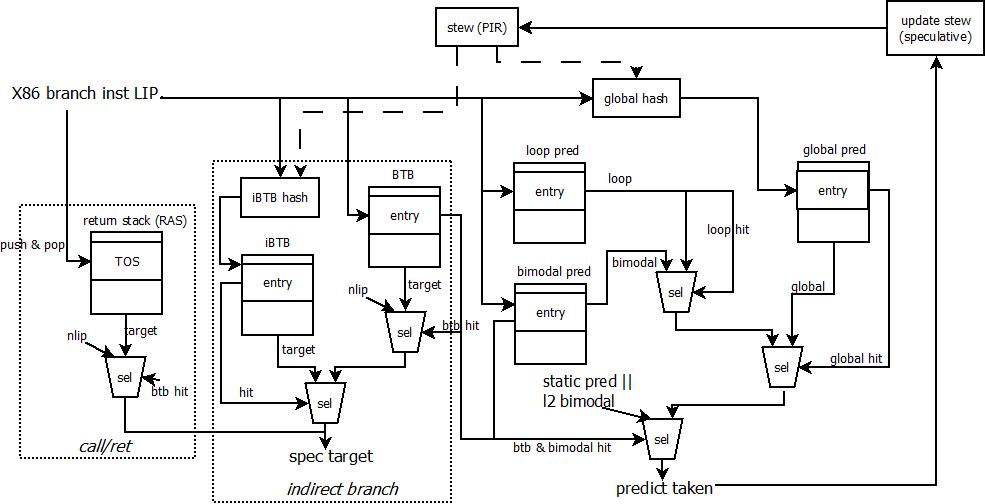 stew (PIR)
update stew
(speculative)
X86 branch inst LIP
global hash
loop pred
global pred
BTB
iBTB hash
entry
loop
entry
entry
return stack (RAS)
push & pop
loop hit
iBTB
TOS
bimodal pred
bimodal
entry
target
nlip
sel
global
entry
target
btb hit
sel
nlip
target
sel
global hit
sel
static pred ||
l2 bimodal
sel
btb hit
hit
sel
call/ret
btb & bimodal hit
sel
spec target
indirect branch
predict taken